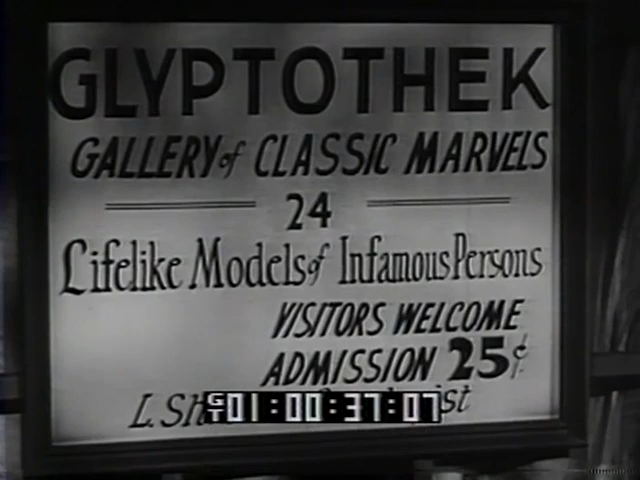 GLYPTOTHEK
GALLERY of CLASSIC MARVELS
24
Lifelike Models of Infamous Persons
VISITORS WELCOME
ADMISSION 25¢
L.
01:00:37:07